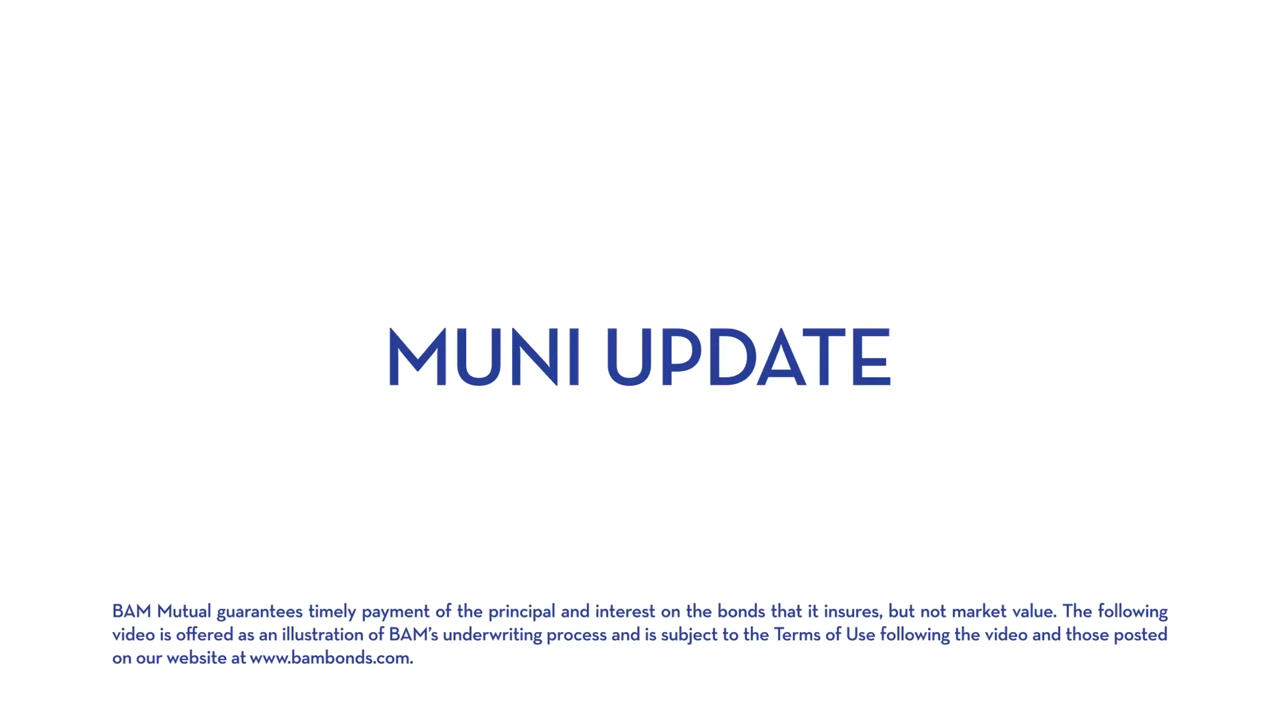 MUNI UPDATE
BAM Mutual guarantees timely payment of the principal and interest on the bonds that it insures, but not market value. The following
video is offered as an illustration of BAM's underwriting process and is subject to the Terms of Use following the video and those posted
on our website at www.bambonds.com.